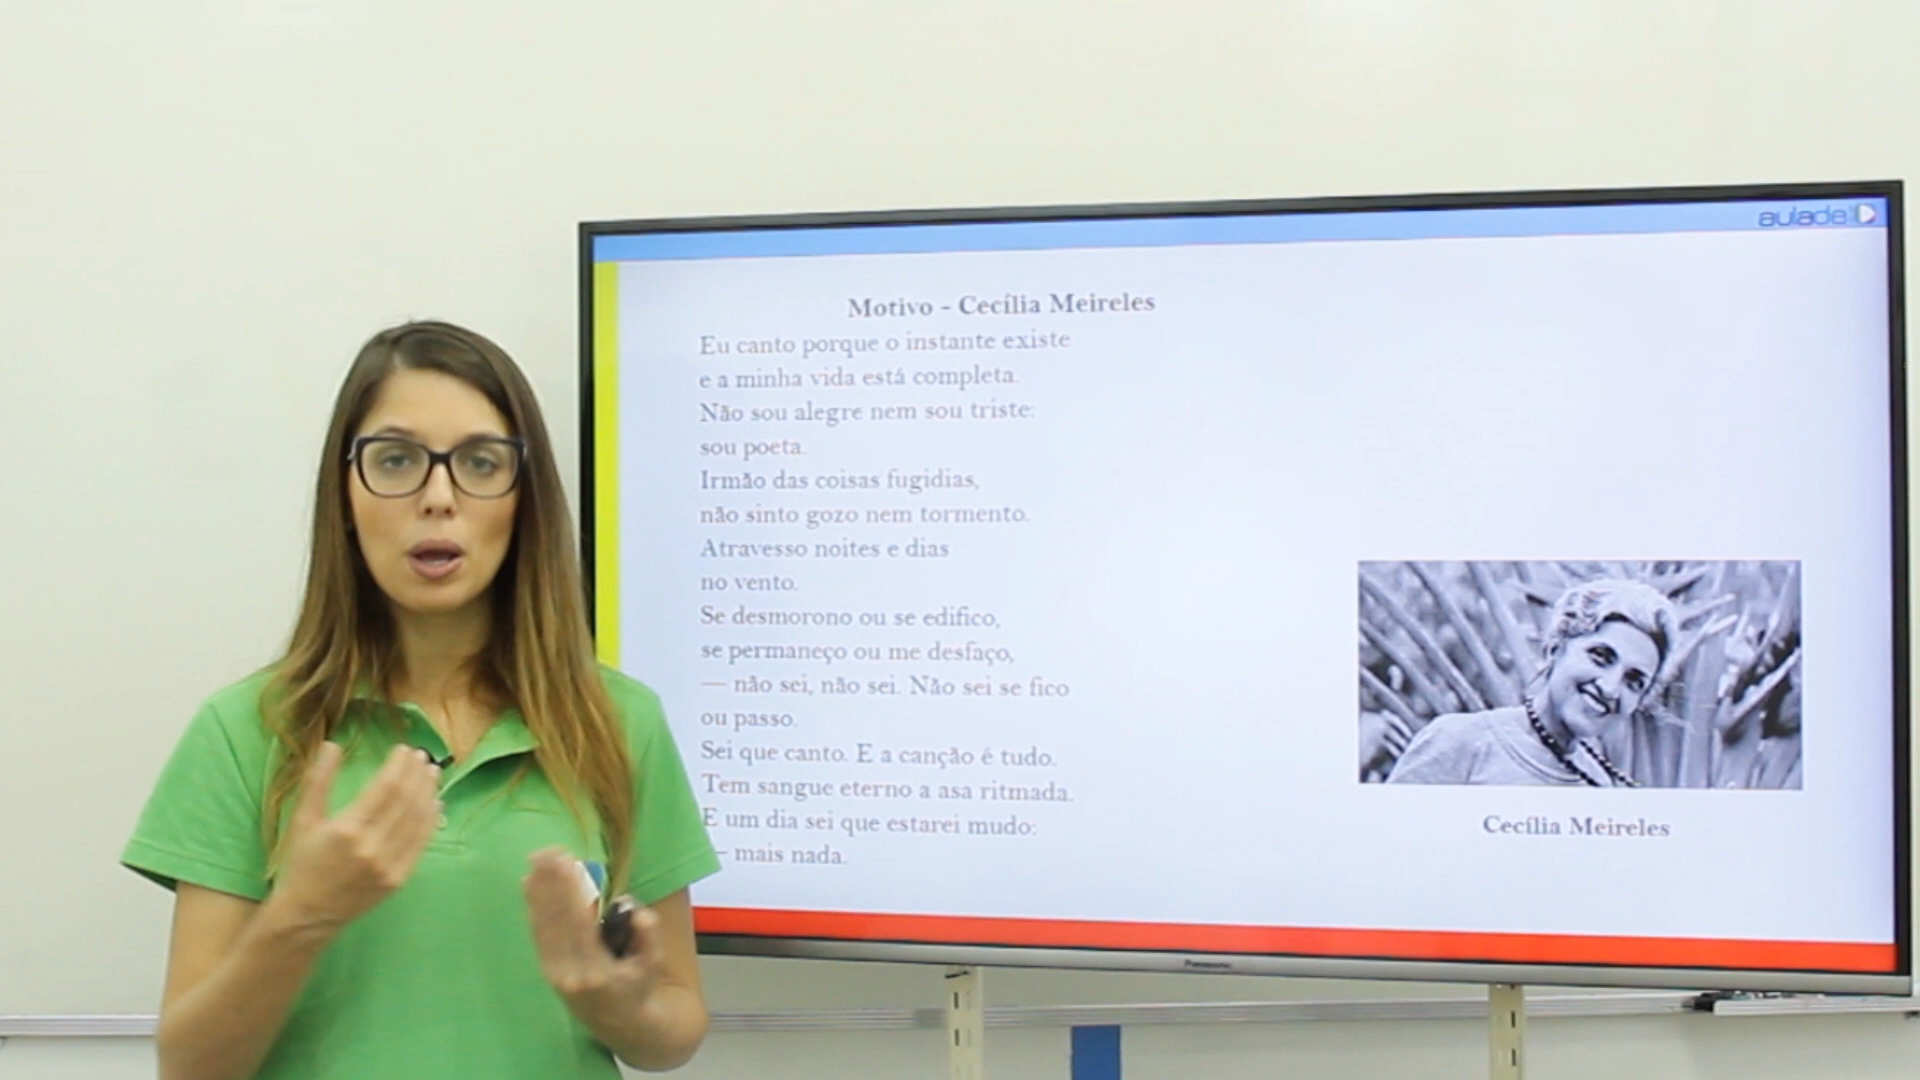 aulade
Motivo - Cecília Meireles
Eu canto porque o instante existe
e a minha vida está completa.
Não sou alegre nem sou triste:
sou poeta.
Irmão das coisas fugidias,
não sinto gozo nem tormento.
Atravesso noites e dias
no vento.
Se desmorono ou se edifico,
se permaneço ou me desfaço,
— não sei, não sei. Não sei se fico
ou passo.
Sei que canto. E a canção é tudo.
Tem sangue eterno a asa ritmada.
E um dia sei que estarei mudo:
— mais nada.
Cecília Meireles
Panasonic